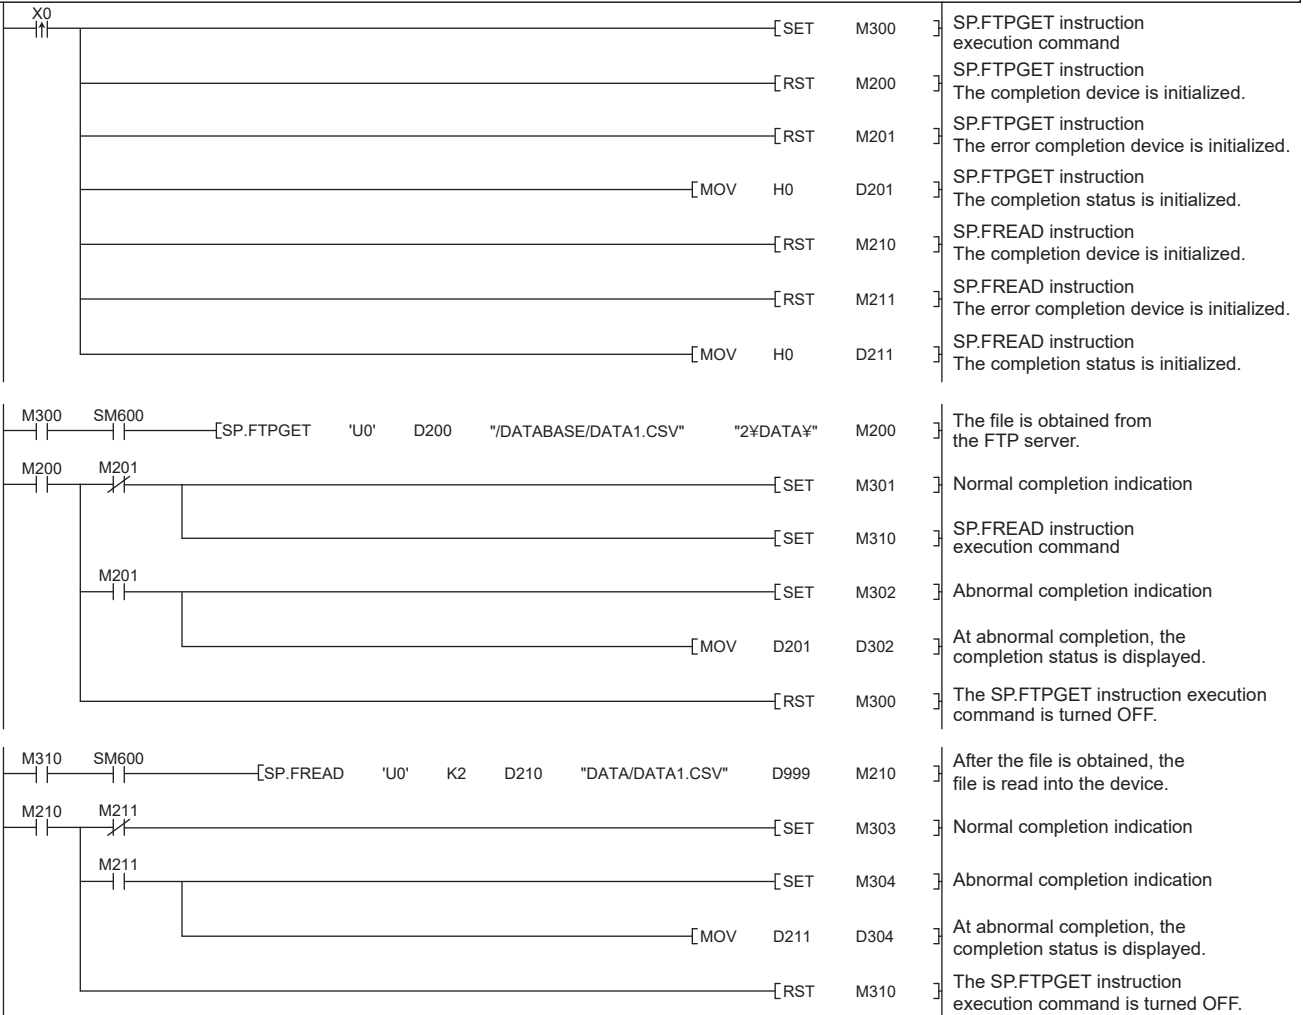 X0
SET M300 SP.FTPGET instruction
execution command
RST M200 SP.FTPGET instruction
The completion device is initialized.
RST M201 SP.FTPGET instruction
The error completion device is initialized.
MOV H0 D201 SP.FTPGET instruction
The completion status is initialized.
RST M210 SP.FREAD instruction
The completion device is initialized.
RST M211 SP.FREAD instruction
The error completion device is initialized.
MOV H0 D211 SP.FREAD instruction
The completion status is initialized.
M300 SM600
SP.FTPGET 'U0' D200 "/DATABASE/DATA1.CSV" "2¥DATA¥" M200 The file is obtained from
the FTP server.
M200 M201
SET M301 Normal completion indication
SET M310 SP.FREAD instruction
execution command
M201
SET M302 Abnormal completion indication
MOV D201 D302 At abnormal completion, the
completion status is displayed.
RST M300 The SP.FTPGET instruction execution
command is turned OFF.
M310 SM600
SP.FREAD 'U0' K2 D210 "DATA/DATA1.CSV" D999 M210 After the file is obtained, the
file is read into the device.
M210 M211
SET M303 Normal completion indication
M211
SET M304 Abnormal completion indication
MOV D211 D304 At abnormal completion, the
completion status is displayed.
RST M310 The SP.FTPGET instruction
execution command is turned OFF.